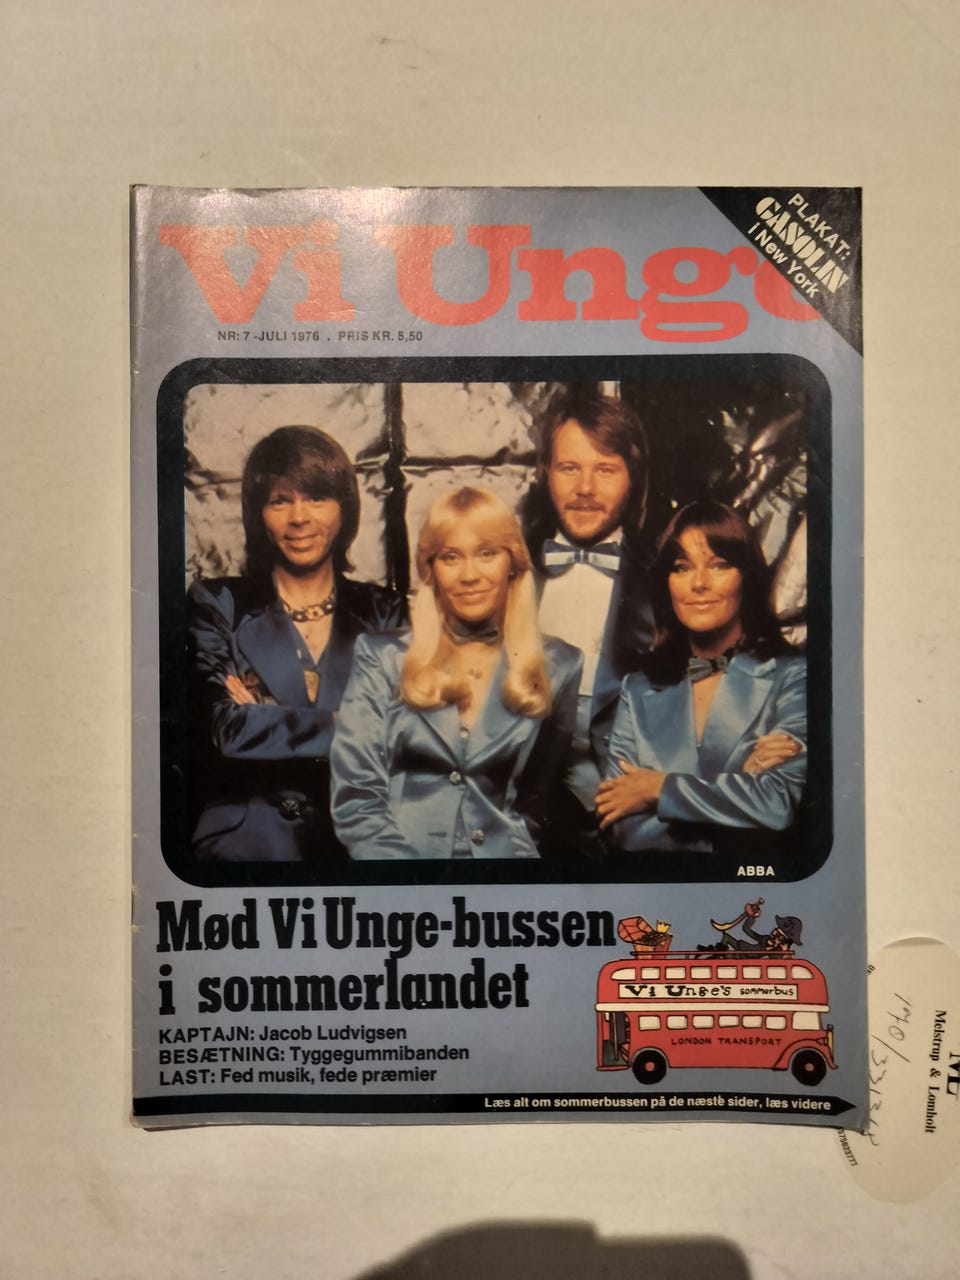 Vi Unge
PLAKAT:
GASOLIN
I New York
NR: 7 - JULI 1976 . PRIS KR. 5,50
ABBA
Mød Vi Unge-bussen
i sommerlandet
KAPTAJN: Jacob Ludvigsen
BESÆTNING: Tyggegummibanden
LAST: Fed musik, fede præmier
Vi Unge's sommerbus
LONDON TRANSPORT
Læs alt om sommerbussen på de næste sider, læs videre
Melstrup & Lomholt